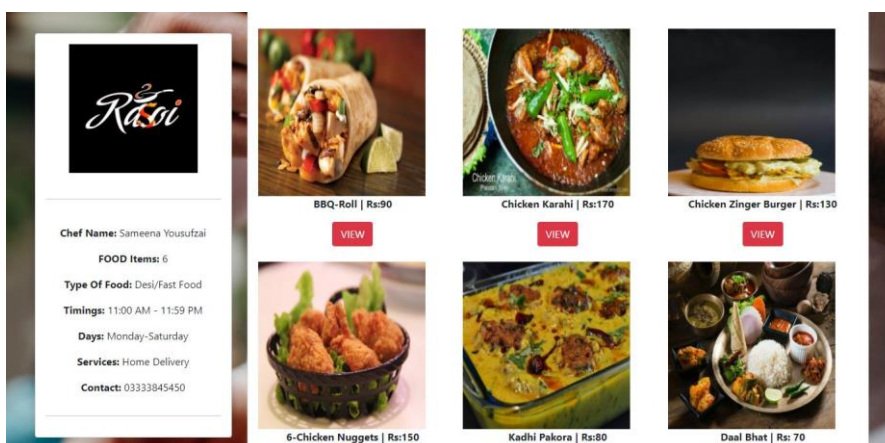 Rasoi
Chef Name: Sameena Yousufzai
FOOD Items: 6
Type Of Food: Desi/Fast Food
Timings: 11:00 AM - 11:59 PM
Days: Monday-Saturday
Services: Home Delivery
Contact: 03333845450
BBQ-Roll | Rs:90
VIEW
Chicken Karahi
Chicken Karahi | Rs:170
VIEW
Chicken Zinger Burger | Rs:130
VIEW
6-Chicken Nuggets | Rs:150
Kadhi Pakora | Rs:80
Daal Bhat | Rs: 70